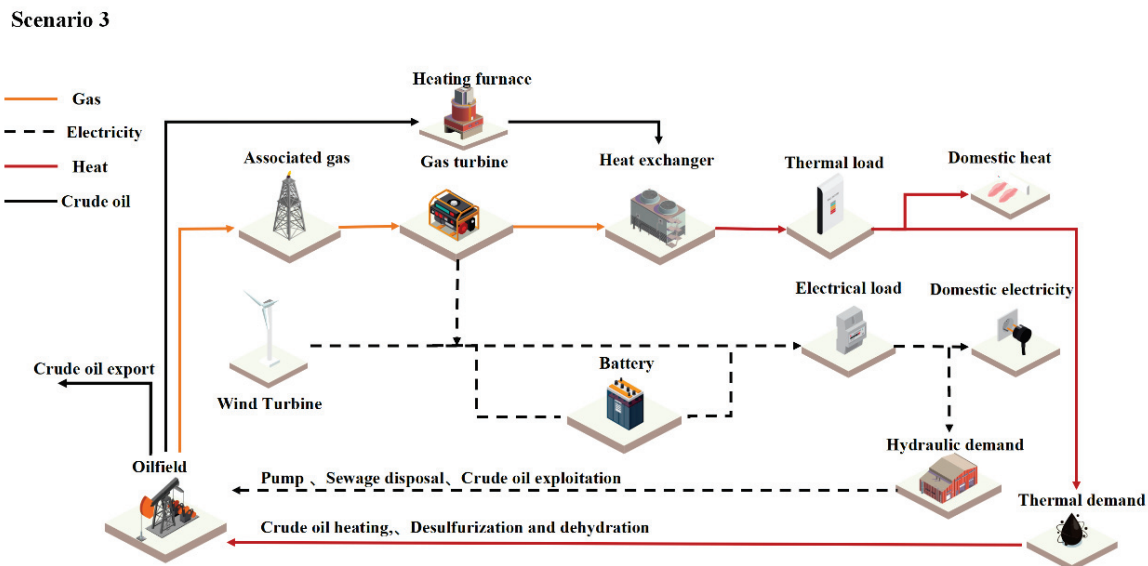 Scenario 3
Heating furnace
Gas
Electricity
Heat
Crude oil
Associated gas
Gas turbine
Heat exchanger
Thermal load
Domestic heat
Electrical load
Domestic electricity
Wind Turbine
Battery
Crude oil export
Oilfield
Hydraulic demand
Pump 、Sewage disposal、Crude oil exploitation
Thermal demand
Crude oil heating,、Desulfurization and dehydration